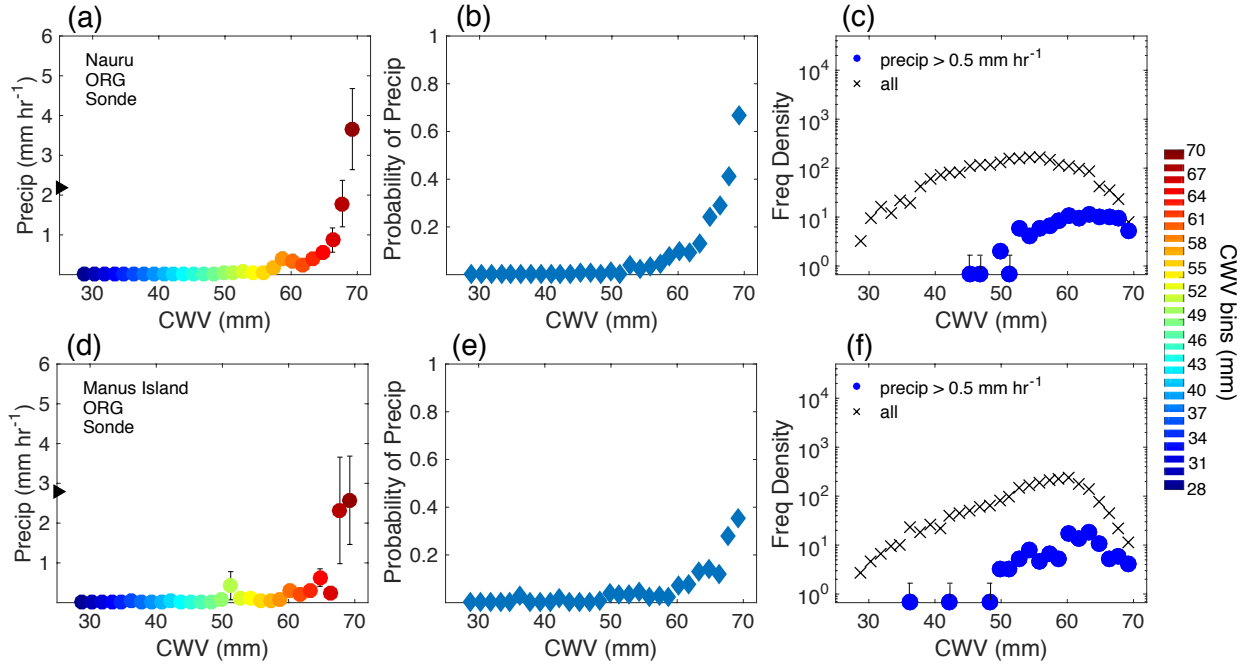 (a)
(b)
(c)
6
5
4
3
2
1
Precip (mm hr-1)
Nauru
ORG
Sonde
30 40 50 60 70
CWV (mm)
1
0.8
0.6
0.4
0.2
Probability of Precip
30 40 50 60 70
CWV (mm)
10^4
10^3
10^2
10^1
10^0
Freq Density
precip > 0.5 mm hr-1
all
30 40 50 60 70
CWV (mm)
(d)
(e)
(f)
6
5
4
3
2
1
Precip (mm hr-1)
Manus Island
ORG
Sonde
30 40 50 60 70
CWV (mm)
1
0.8
0.6
0.4
0.2
Probability of Precip
30 40 50 60 70
CWV (mm)
10^4
10^3
10^2
10^1
10^0
Freq Density
precip > 0.5 mm hr-1
all
30 40 50 60 70
CWV (mm)
70
67
64
61
58
55
52
49
46
43
40
37
34
31
28
CWV bins (mm)